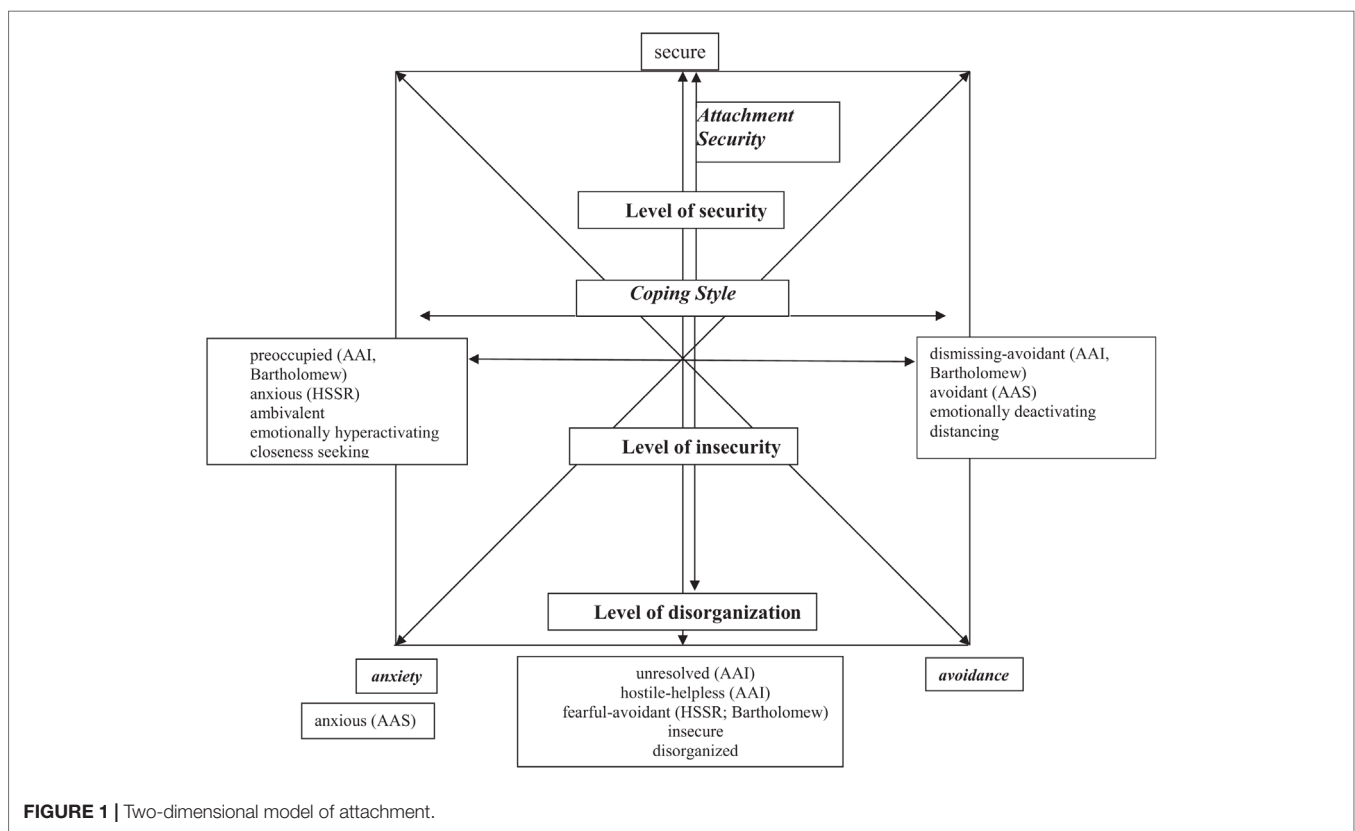 secure
Attachment
Security
Level of security
Coping Style
preoccupied (AAI,
Bartholomew)
anxious (HSSR)
ambivalent
emotionally hyperactivating
closeness seeking
dismissing-avoidant (AAI,
Bartholomew)
avoidant (AAS)
emotionally deactivating
distancing
Level of insecurity
Level of disorganization
anxiety
anxious (AAS)
unresolved (AAI)
hostile-helpless (AAI)
fearful-avoidant (HSSR; Bartholomew)
insecure
disorganized
avoidance
FIGURE 1 | Two-dimensional model of attachment.